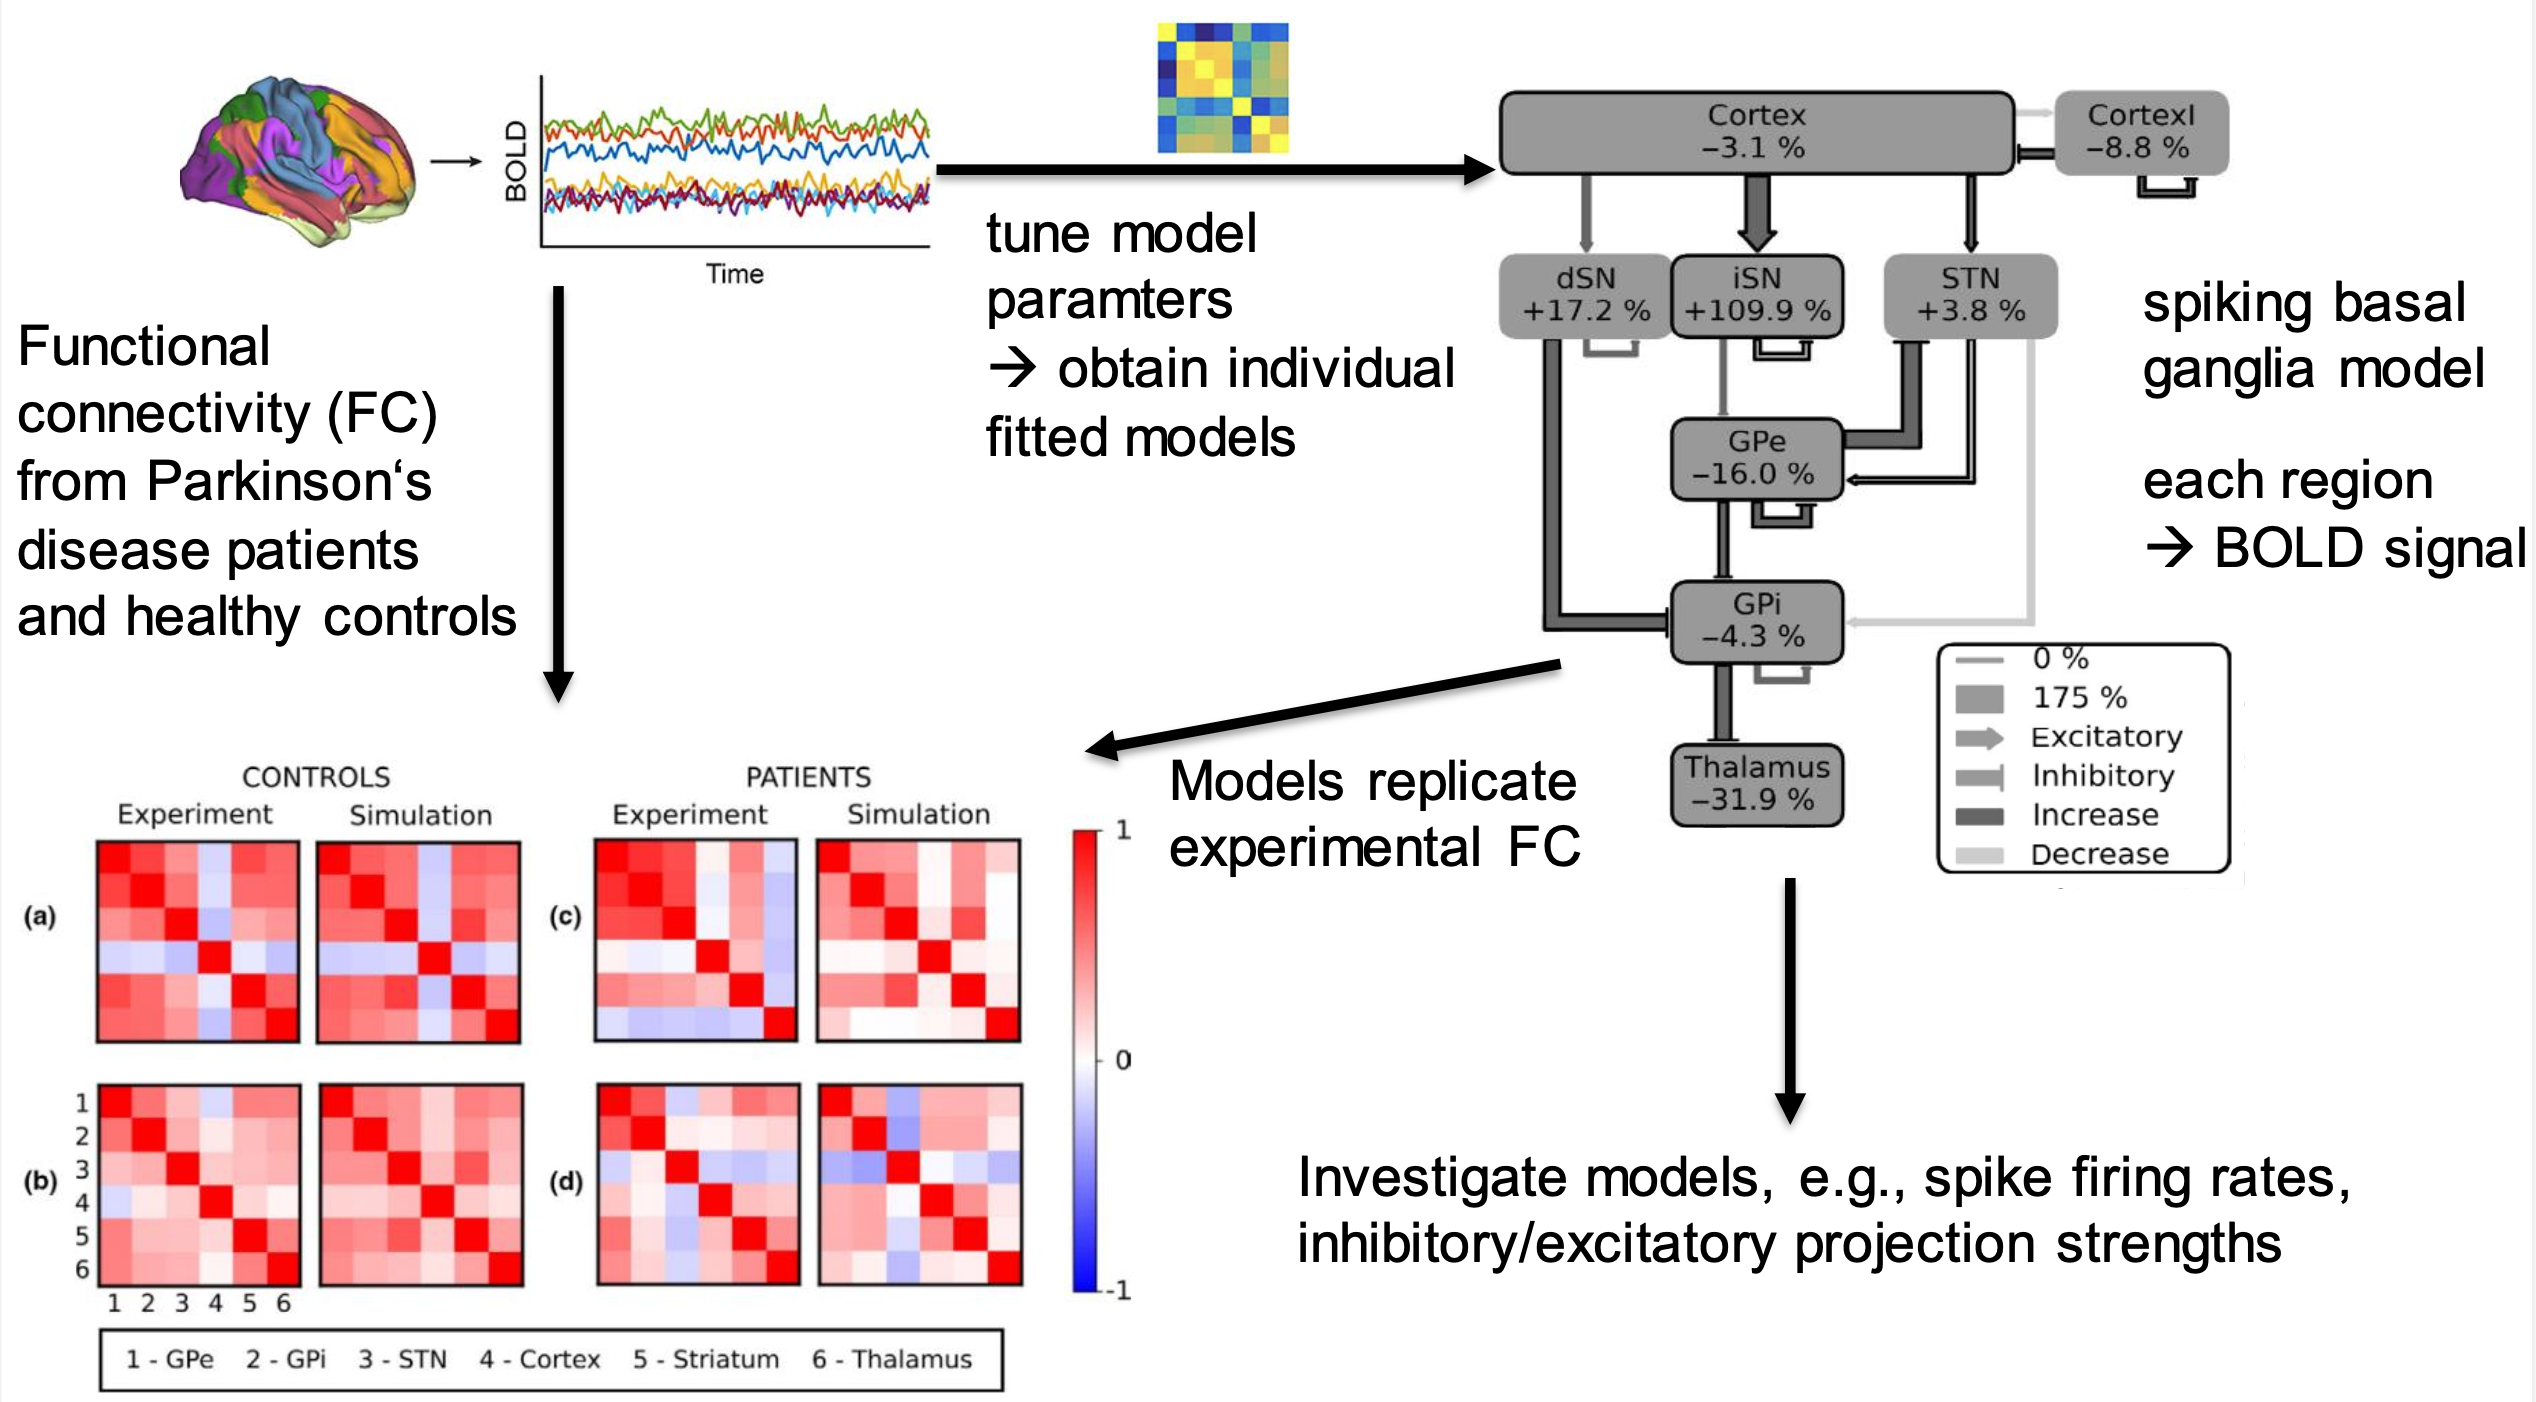 BOLD
Time
Functional
connectivity (FC)
from Parkinson‘s
disease patients
and healthy controls
tune model
paramters
→ obtain individual
fitted models
Cortex
−3.1 %
CortexI
−8.8 %
dSN
+17.2 %
iSN
+109.9 %
STN
+3.8 %
GPe
−16.0 %
GPi
−4.3 %
Thalamus
−31.9 %
spiking basal
ganglia model
each region
→ BOLD signal
0 %
175 %
Excitatory
Inhibitory
Increase
Decrease
Models replicate
experimental FC
CONTROLS
Experiment Simulation
PATIENTS
Experiment Simulation
(a)
(c)
(b)
(d)
1
2
3
4
5
6
1 2 3 4 5 6
1
0
-1
1 - GPe 2 - GPi 3 - STN 4 - Cortex 5 - Striatum 6 - Thalamus
Investigate models, e.g., spike firing rates,
inhibitory/excitatory projection strengths